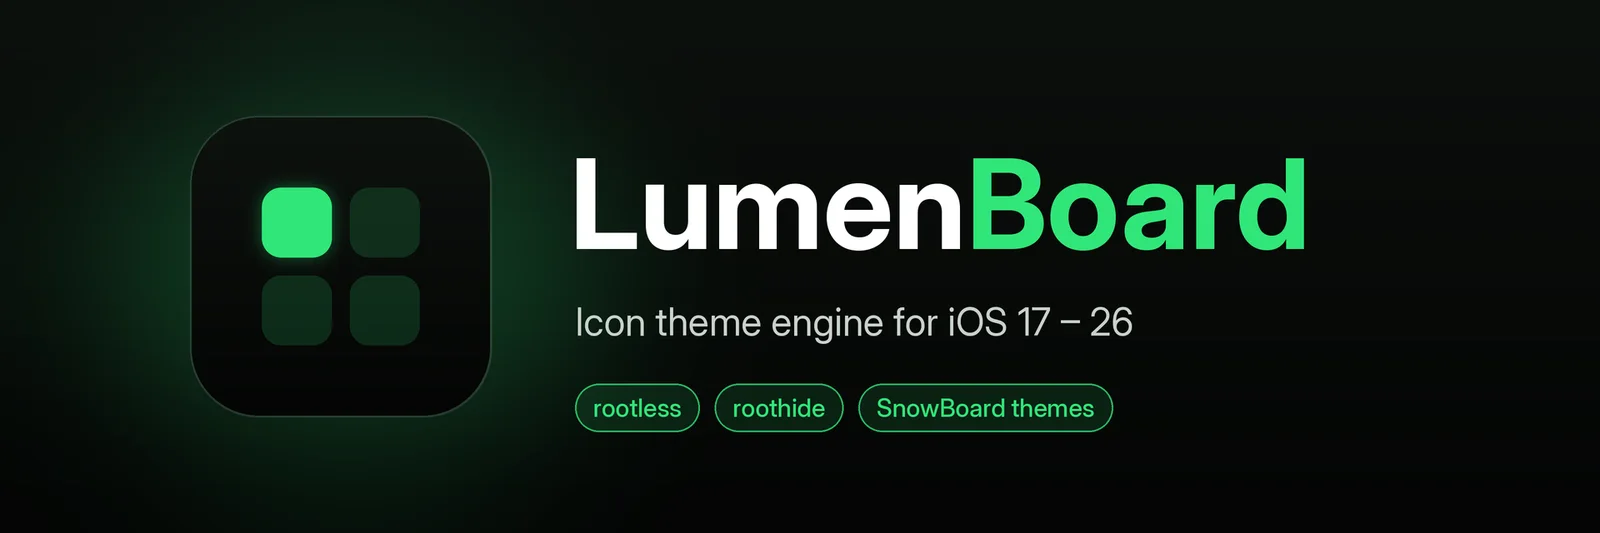 LumenBoard
Icon theme engine for iOS 17 – 26
rootless roothide SnowBoard themes